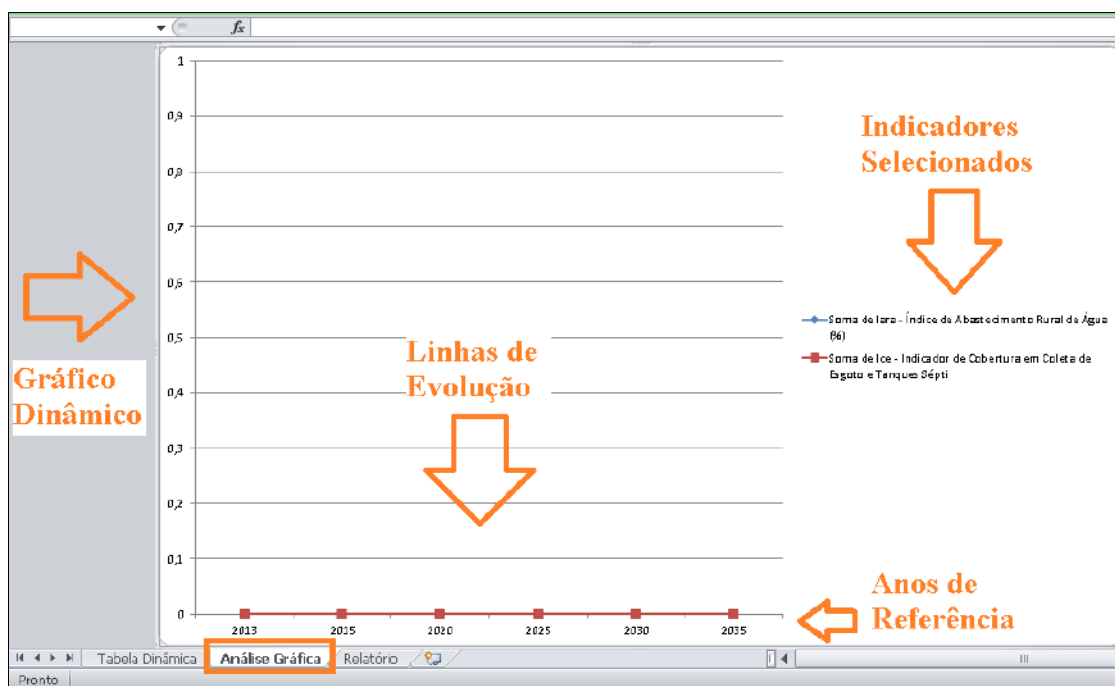 fx
1
0,9
0,8
0,7
0,6
0,5
0,4
0,3
0,2
0,1
0
2013 2015 2020 2025 2030 2035
Gráfico
Dinâmico
Linhas de
Evolução
Indicadores
Selecionados
Soma de Iara - Índice de Abastecimento Rural de Água
(%)
Soma de Ice - Indicador de Cobertura em Coleta de
Esgoto e Tanques Sépti
Anos de
Referência
Tabela Dinâmica Análise Gráfica Relatório
Pronto